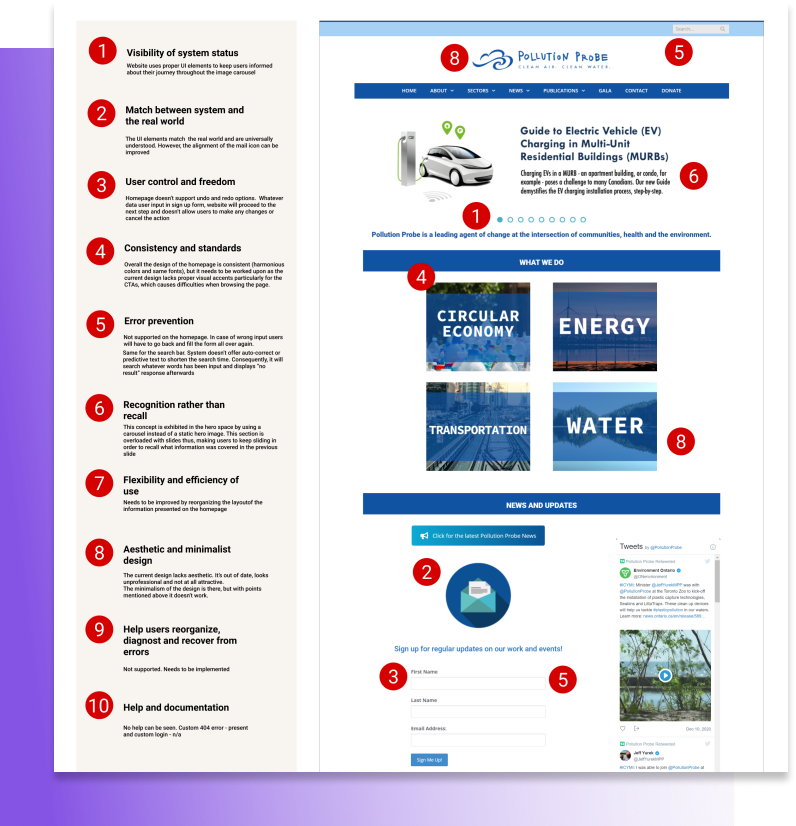 1
Visibility of system status
Website uses proper UI elements to keep users informed
about their journey throughout the image carousel
2
Match between system and
the real world
The UI elements match the real world and are universally
understood. However, the alignment of the mail icon can be
improved
3
User control and freedom
Homepage doesn't support undo and redo options. Whatever
data user input in sign up form, website will proceed to the
next step and doesn't allow users to make any changes or
cancel the action
4
Consistency and standards
Overall the design of the homepage is consistent (harmonious
colors and same fonts), but it needs to be worked upon as the
current design lacks proper visual accents particularly for the
CTAs, which causes difficulties when browsing the page.
5
Error prevention
Not supported on the homepage. In case of wrong input users
will have to go back and fill the form all over again.
Same for the search bar. System doesn't offer auto-correct or
predictive text to shorten the search time. Consequently, it will
search whatever words has been input and displays "no
result" response afterwards
6
Recognition rather than
recall
This concept is exhibited in the hero space by using a
carousel instead of a static hero image. This section is
overloaded with slides thus, making users to keep sliding in
order to recall what information was covered in the previous
slide
7
Flexibility and efficiency of
use
Needs to be improved by reorganizing the layoutof the
information presented on the homepage
8
Aesthetic and minimalist
design
The current design lacks aesthetic. It's out of date, looks
unprofessional and not at all attractive.
The minimalism of the design is there, but with points
mentioned above it doesn't work.
9
Help users reorganize,
diagnost and recover from
errors
Not supported. Needs to be implemented
10
Help and documentation
No help can be seen. Custom 404 error - present
and custom login - n/a
Search...
5
8
POLLUTION PROBE
CLEAN AIR. CLEAN WATER.
HOME ABOUT SECTORS NEWS PUBLICATIONS GALA CONTACT DONATE
Guide to Electric Vehicle (EV)
Charging in Multi-Unit
Residential Buildings (MURBs)
Charging EVs in a MURB - an apartment building, or condo, for
example - poses a challenge to many Canadians. Our new Guide
demystifies the EV charging installation process, step-by-step.
6
1
Pollution Probe is a leading agent of change at the intersection of communities, health and the environment.
WHAT WE DO
4
CIRCULAR
ECONOMY
ENERGY
TRANSPORTATION
WATER
8
NEWS AND UPDATES
Click for the latest Pollution Probe News
2
Sign up for regular updates on our work and events!
3
First Name
5
Last Name
Email Address:
Sign Me Up!
Tweets by @PollutionProbe
Pollution Probe Retweeted
Environment Ontario
@ONenvironment
#ICYMI: Minister @JeffYurekMPP was with
@PollutionProbe at the Toronto Zoo to kick-off
the installation of plastic capture technologies,
Seabins and LittaTraps. These clean up devices
will help us tackle #plasticpollution in our waters.
Learn more: news.ontario.ca/en/release/595...
Dec 10, 2020
Pollution Probe Retweeted
Jeff Yurek
@JeffYurekMPP
#ICYMI: I was able to join @PollutionProbe at